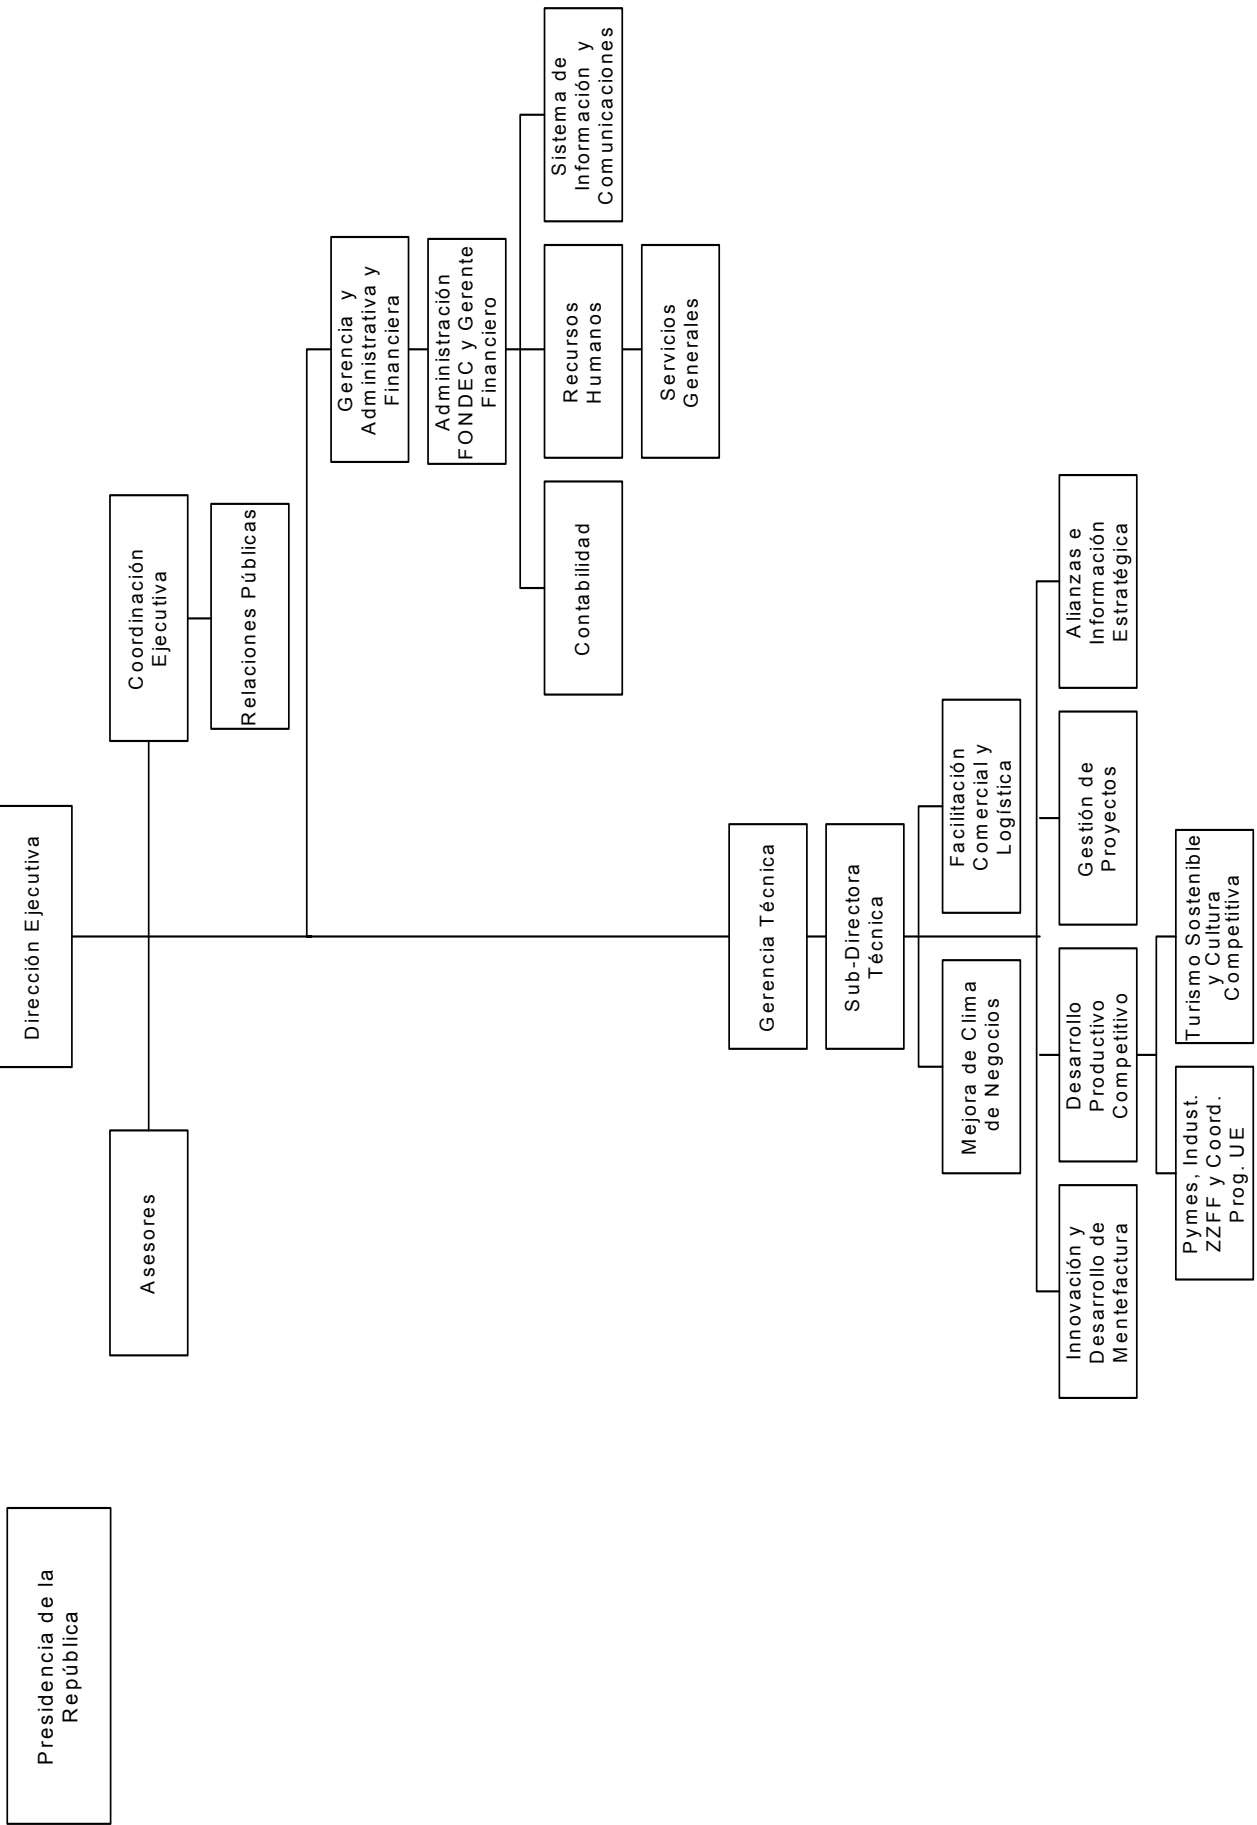 Presidencia de la
República
Dirección Ejecutiva
Asesores
Coordinación
Ejecutiva
Relaciones Públicas
Gerencia y
Administrativa y
Financiera
Administración
FONDEC y Gerente
Financiero
Contabilidad
Recursos
Humanos
Sistema de
Información y
Comunicaciones
Servicios
Generales
Gerencia Técnica
Sub-Directora
Técnica
Mejora de Clima
de Negocios
Facilitación
Comercial y
Logística
Innovación y
Desarrollo de
Mentefactura
Desarrollo
Productivo
Competitivo
Gestión de
Proyectos
Alianzas e
Información
Estratégica
Pymes, Indust.
ZZFF y Coord.
Prog. UE
Turismo Sostenible
y Cultura
Competitiva